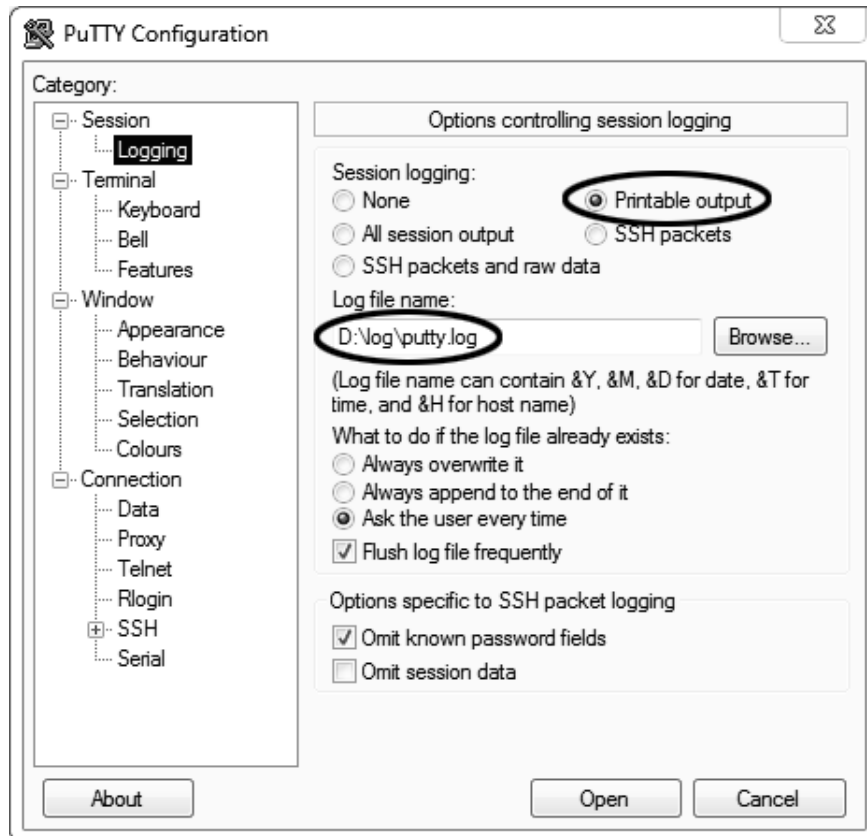 PuTTY Configuration
Category:
Session
Logging
Terminal
Keyboard
Bell
Features
Window
Appearance
Behaviour
Translation
Selection
Colours
Connection
Data
Proxy
Telnet
Rlogin
SSH
Serial
Options controlling session logging
Session logging:
None
Printable output
All session output
SSH packets
SSH packets and raw data
Log file name:
D:\log\putty.log
Browse...
(Log file name can contain &Y, &M, &D for date, &T for
time, and &H for host name)
What to do if the log file already exists:
Always overwrite it
Always append to the end of it
Ask the user every time
Flush log file frequently
Options specific to SSH packet logging
Omit known password fields
Omit session data
About
Open
Cancel